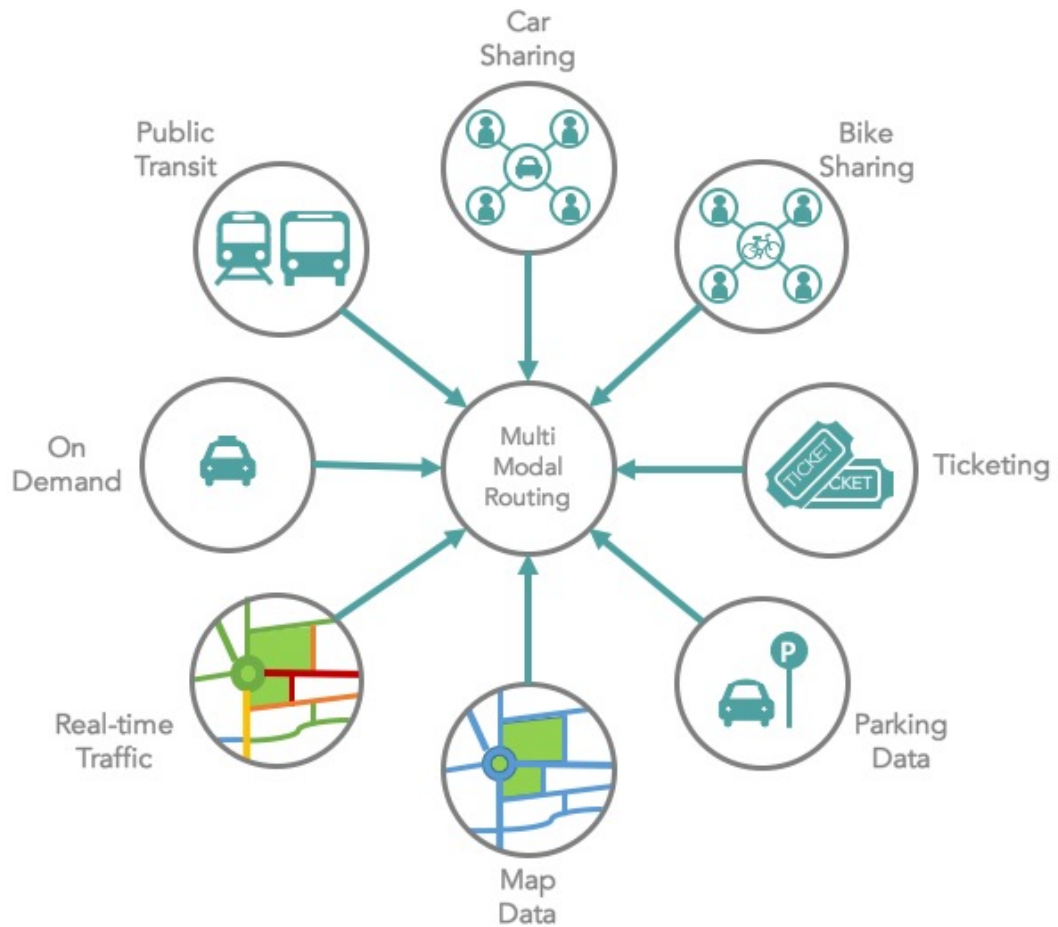 Car
Sharing
Public
Transit
Bike
Sharing
On
Demand
Multi
Modal
Routing
TICKET
CKET
Ticketing
Real-time
Traffic
P
Parking
Data
Map
Data